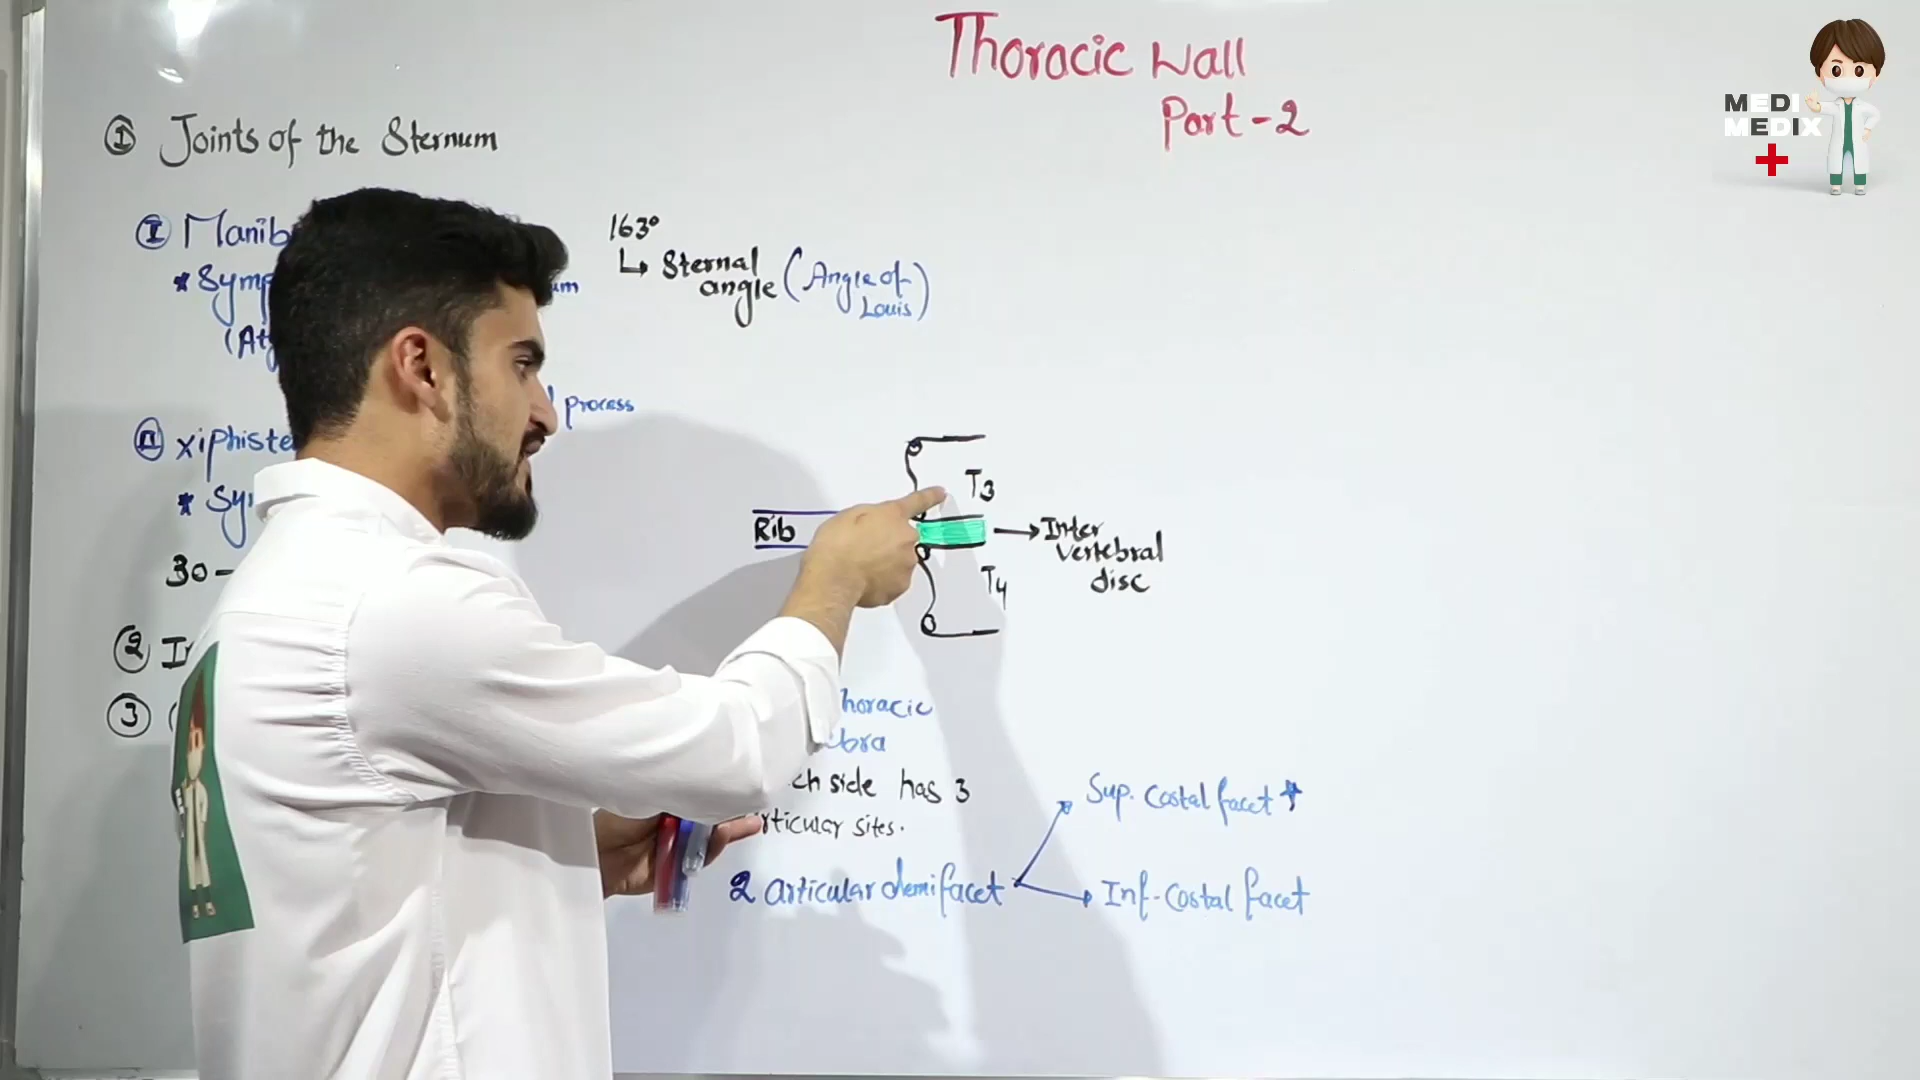 Thoracic Wall
Part-2
MEDI
MEDIX
① Joints of the Sternum
Ⓘ Manib
* Symp
um
(At
163°
↳ Sternal
angle (Angle of
Louis)
process
Ⓘ xiphiste
* Sy
30-
②
③
T3
Rib
→ Inter
vertebral
disc
T4
horacic
bra
ch side has 3
rticular sites.
2 articular demifacet
Sup. Costal facet *
Inf-Costal facet